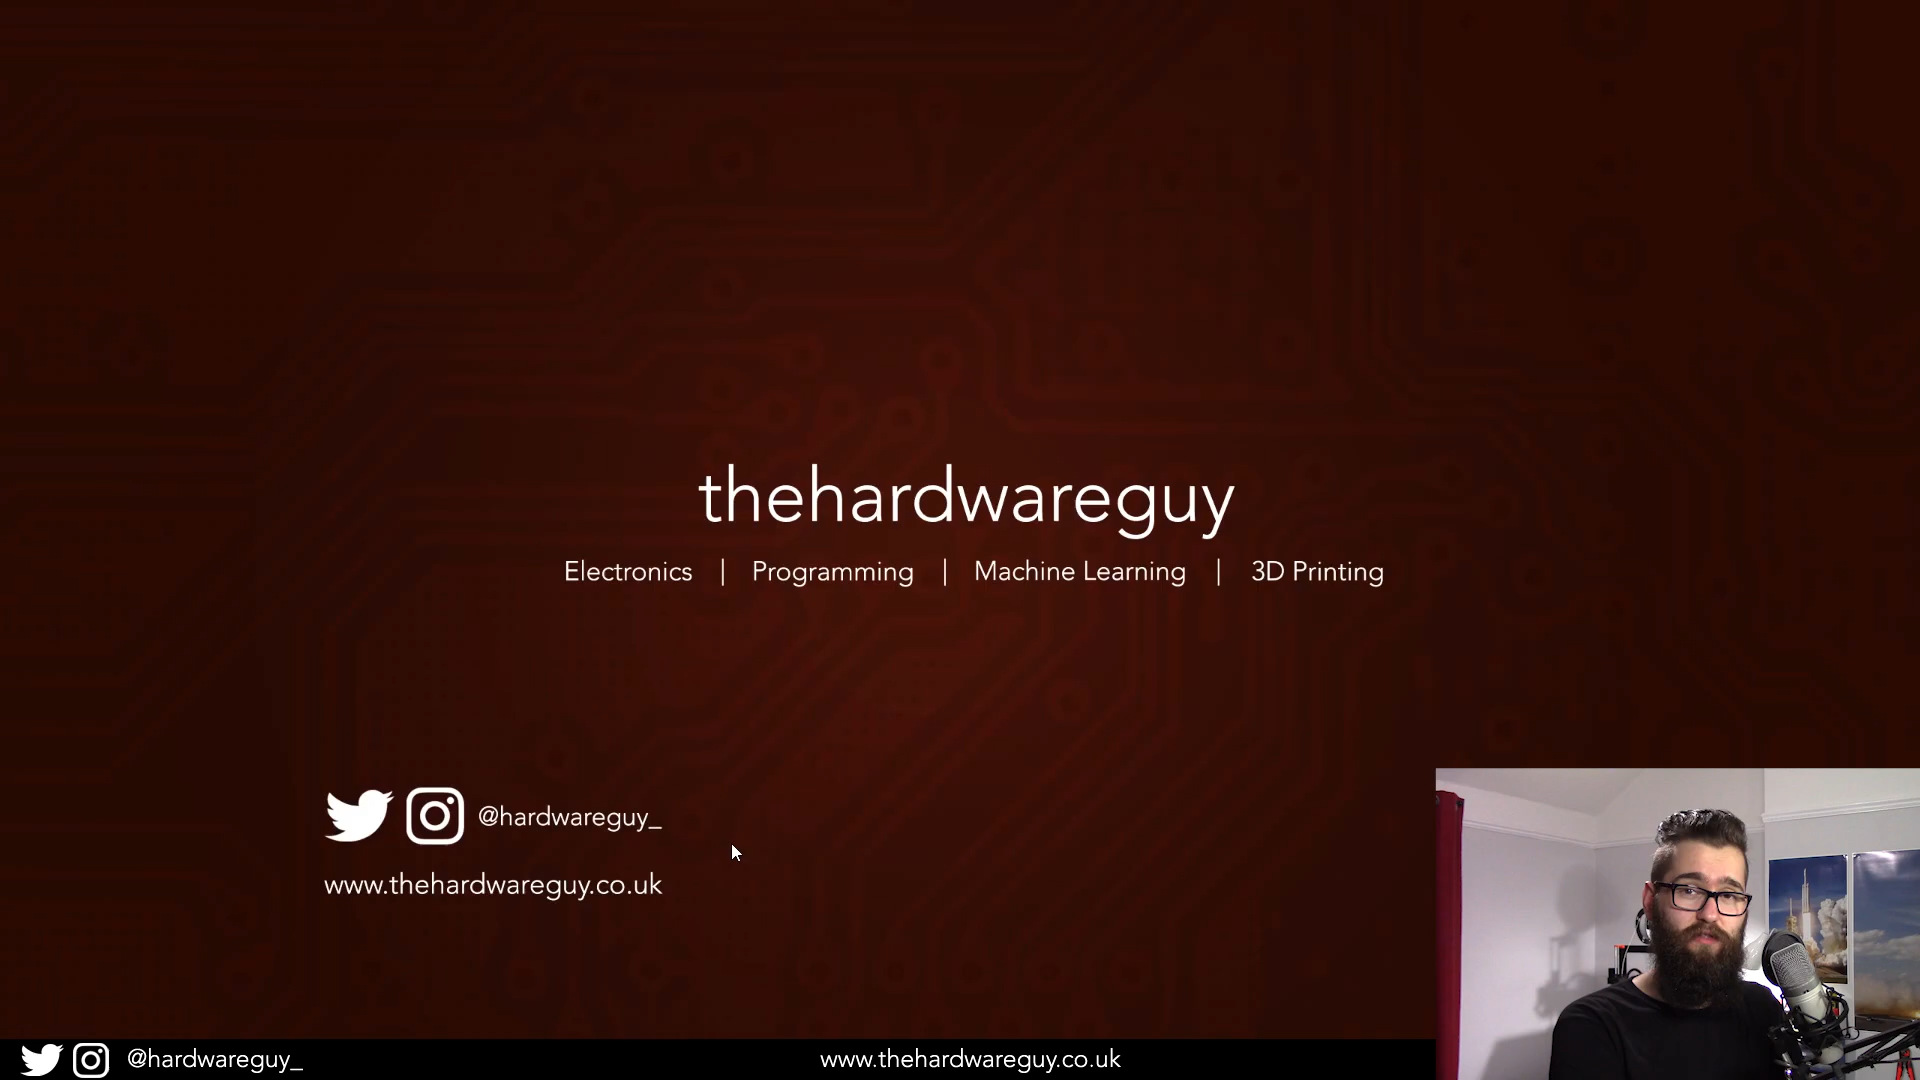 thehardwareguy
Electronics | Programming | Machine Learning | 3D Printing
@hardwareguy_
www.thehardwareguy.co.uk
@hardwareguy_
www.thehardwareguy.co.uk